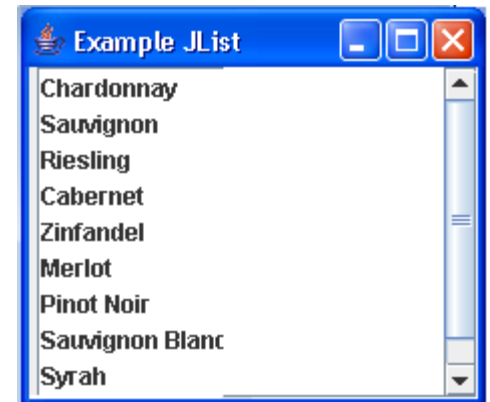 Example JList
Chardonnay
Sauvignon
Riesling
Cabernet
Zinfandel
Merlot
Pinot Noir
Sauvignon Blanc
Syrah